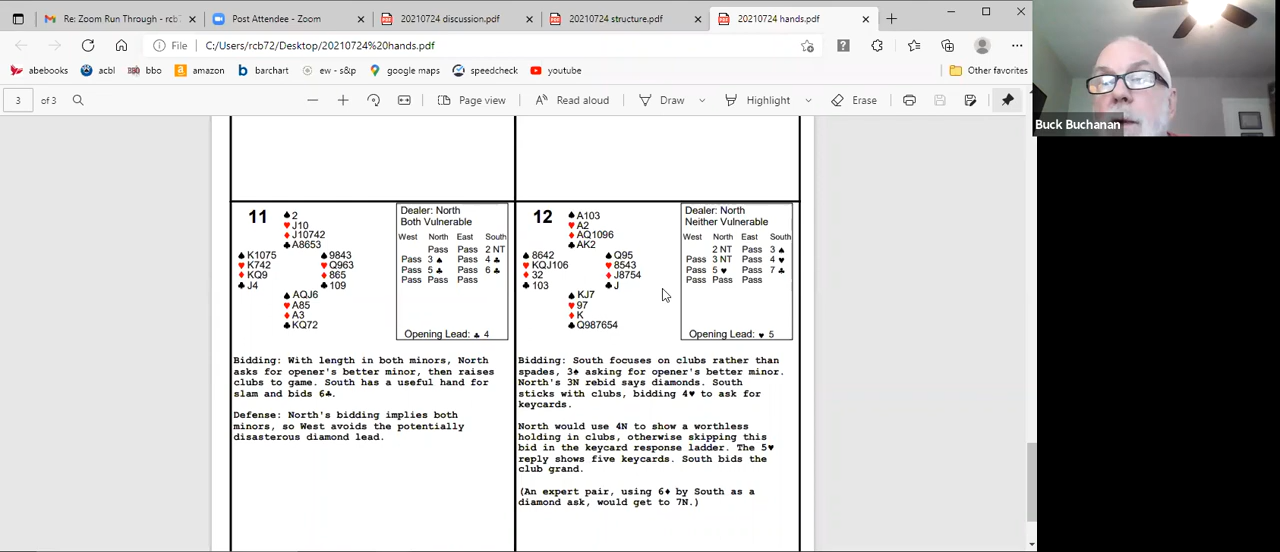 Re: Zoom Run Through - rcb7
Post Attendee - Zoom
20210724 discussion.pdf
20210724 structure.pdf
20210724 hands.pdf
File
C:/Users/rcb72/Desktop/20210724%20hands.pdf
abebooks
acbl
bbo
amazon
barchart
ew - s&p
google maps
speedcheck
youtube
Other favorites
3 of 3
Page view
Read aloud
Draw
Highlight
Erase
Buck Buchanan
11
♠ 2
♥ J10
♦ J10742
♣ A8653
♠ K1075
♥ K742
♦ KQ9
♣ J4
♠ 9843
♥ Q963
♦ 865
♣ 109
♠ AQJ6
♥ A85
♦ A3
♣ KQ72
Dealer: North
Both Vulnerable
West North East South
Pass Pass 2 NT
Pass 3 ♠ Pass 4 ♣
Pass 5 ♣ Pass 6 ♣
Pass Pass Pass
Opening Lead: ♣ 4
Bidding: With length in both minors, North
asks for opener's better minor, then raises
clubs to game. South has a useful hand for
slam and bids 6♣.
Defense: North's bidding implies both
minors, so West avoids the potentially
disasterous diamond lead.
12
♠ A103
♥ A2
♦ AQ1096
♣ AK2
♠ 8642
♥ KQJ106
♦ 32
♣ 103
♠ Q95
♥ 8543
♦ J8754
♣ J
♠ KJ7
♥ 97
♦ K
♣ Q987654
Dealer: North
Neither Vulnerable
West North East South
2 NT Pass 3 ♠
Pass 3 NT Pass 4 ♥
Pass 5 ♥ Pass 7 ♣
Pass Pass Pass
Opening Lead: ♥ 5
Bidding: South focuses on clubs rather than
spades, 3♠ asking for opener's better minor.
North's 3N rebid says diamonds. South
sticks with clubs, bidding 4♥ to ask for
keycards.
North would use 4N to show a worthless
holding in clubs, otherwise skipping this
bid in the keycard response ladder. The 5♥
reply shows five keycards. South bids the
club grand.
(An expert pair, using 6♦ by South as a
diamond ask, would get to 7N.)